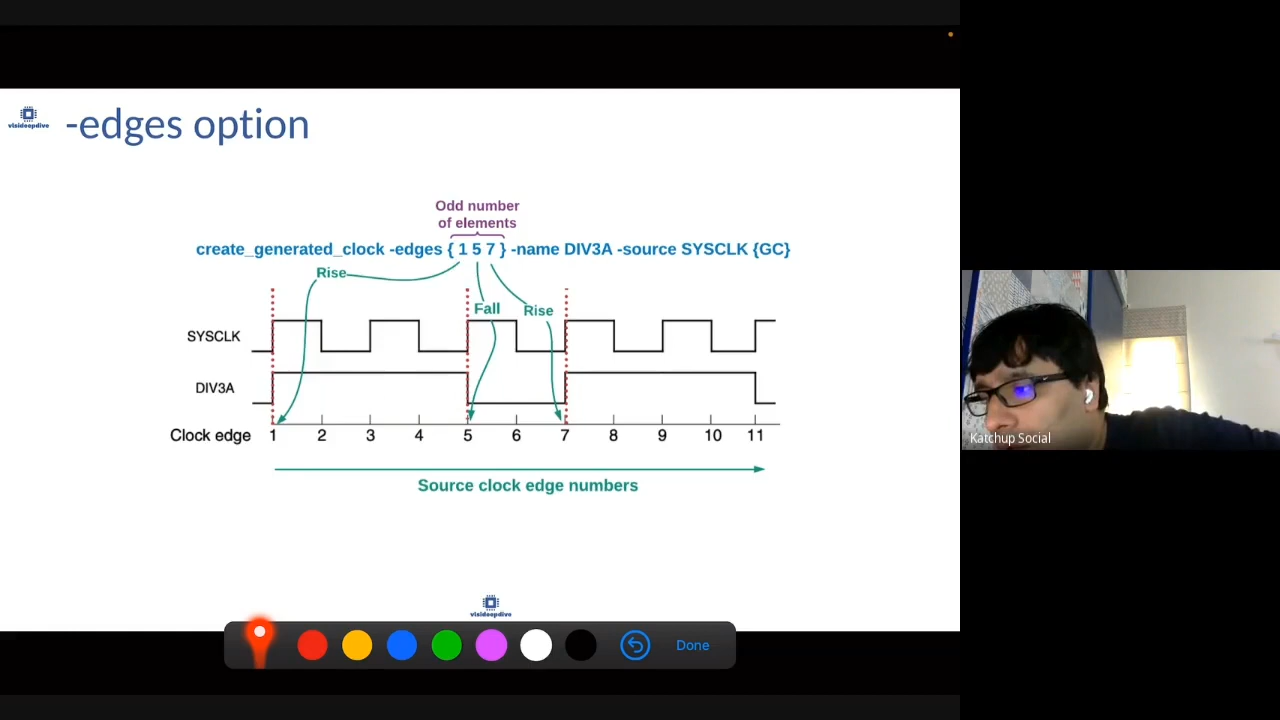 vlsideepdive
-edges option
Odd number
of elements
create_generated_clock -edges { 1 5 7 } -name DIV3A -source SYSCLK {GC}
Rise
Fall
Rise
SYSCLK
DIV3A
Clock edge 1 2 3 4 5 6 7 8 9 10 11
Source clock edge numbers
vlsideepdive
Done
Katchup Social